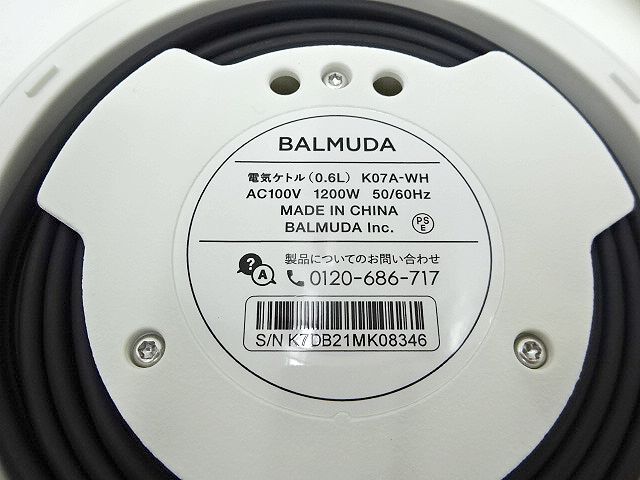 BALMUDA
電気ケトル(0.6L) K07A-WH
AC100V 1200W 50/60Hz
MADE IN CHINA
BALMUDA Inc.
PS
E
製品についてのお問い合わせ
? A
0120-686-717
S/N K7DB21MK08346